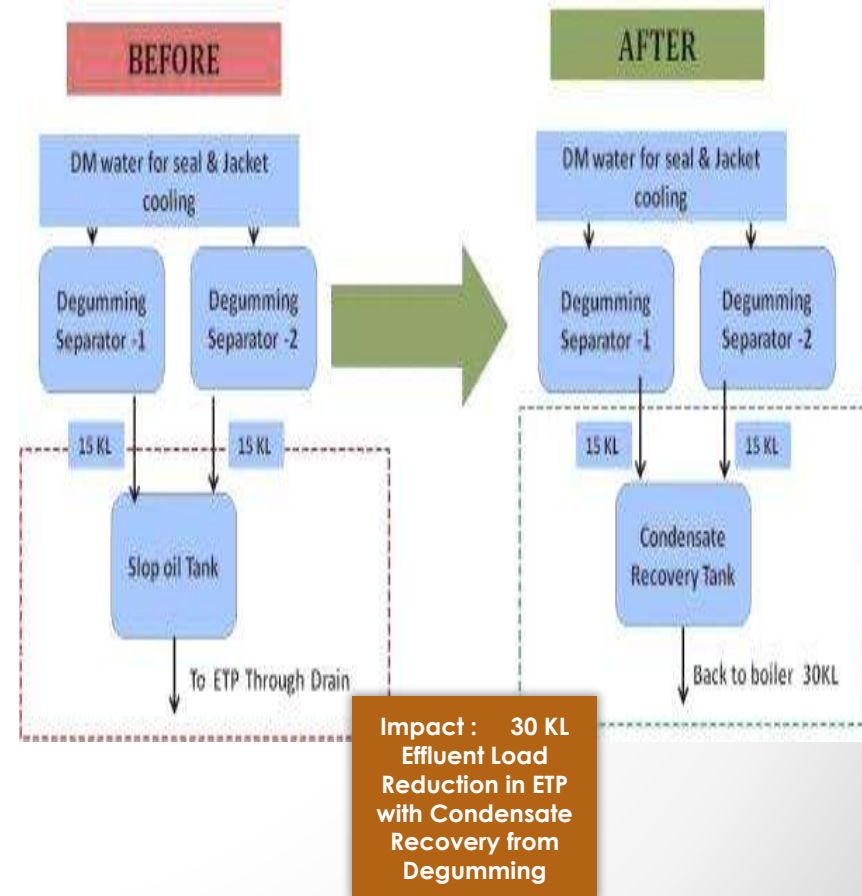 BEFORE
DM water for seal & Jacket
cooling
Degumming
Separator -1
Degumming
Separator -2
15 KL
15 KL
Slop oil Tank
To ETP Through Drain
AFTER
DM water for seal & Jacket
cooling
Degumming
Separator -1
Degumming
Separator -2
15 KL
15 KL
Condensate
Recovery Tank
Back to boiler 30KL
Impact : 30 KL
Effluent Load
Reduction in ETP
with Condensate
Recovery from
Degumming